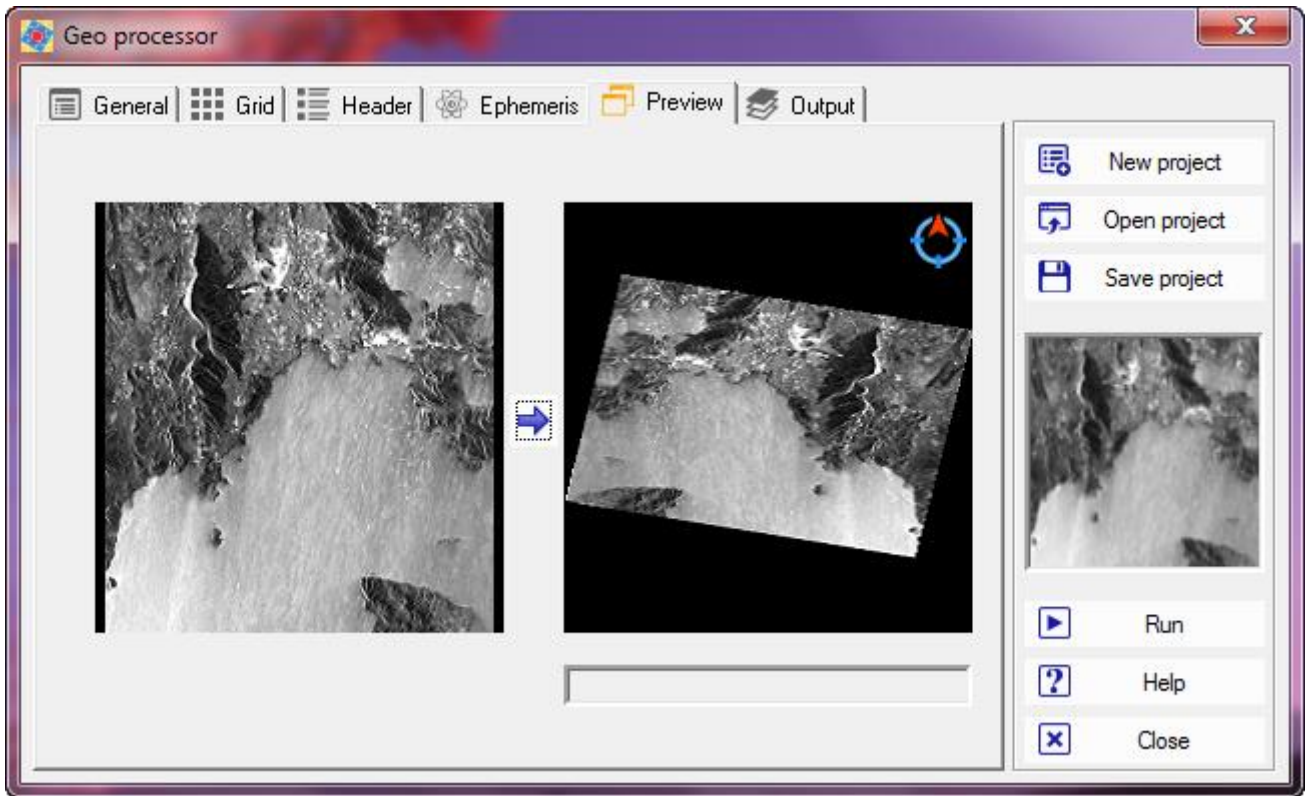 Geo processor
General
Grid
Header
Ephemeris
Preview
Output
New project
Open project
Save project
Run
? Help
Close